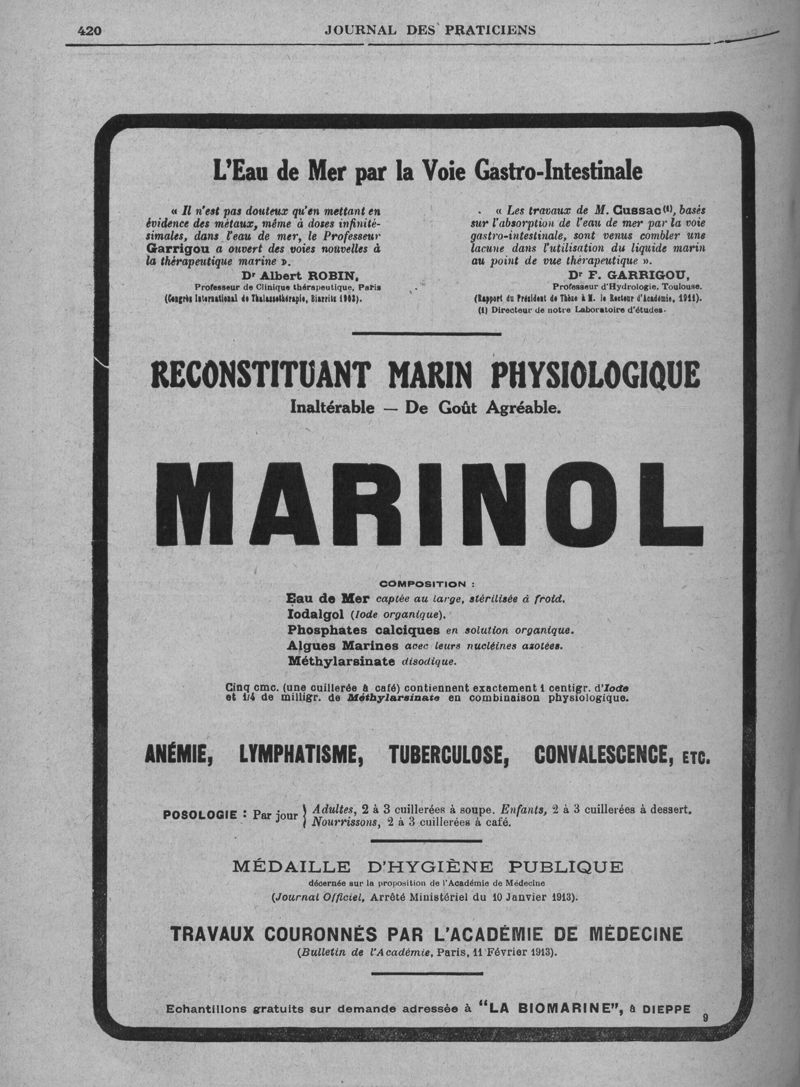 420
JOURNAL DES PRATICIENS
L'Eau de Mer par la Voie Gastro-Intestinale
« Il n'est pas douteux qu'en mettant en
évidence des métaux, même à doses infinité-
simales, dans l'eau de mer, le Professeur
Garrigou a ouvert des voies nouvelles à
la thérapeutique marine ».
Dr Albert ROBIN,
Professeur de Clinique thérapeutique, Paris
(Congrès International de Thalassothérapie, Biarritz 1903).
« Les travaux de M. Cussac(1), basés
sur l'absorption de l'eau de mer par la voie
gastro-intestinale, sont venus combler une
lacune dans l'utilisation du liquide marin
au point de vue thérapeutique ».
Dr F. GARRIGOU,
Professeur d'Hydrologie, Toulouse.
(Rapport du Président de Thèse à M. le Recteur d'Académie, 1911).
(1) Directeur de notre Laboratoire d'études.
RECONSTITUANT MARIN PHYSIOLOGIQUE
Inaltérable — De Goût Agréable.
MARINOL
COMPOSITION :
Eau de Mer captée au large, stérilisée à froid.
Iodalgol (Iode organique).
Phosphates calciques en solution organique.
Algues Marines avec leurs nucléines azotées.
Méthylarsinate disodique.
Cinq cmc. (une cuillerée à café) contiennent exactement 1 centigr. d'Iode
et 1/4 de milligr. de Méthylarsinate en combinaison physiologique.
ANÉMIE, LYMPHATISME, TUBERCULOSE, CONVALESCENCE, ETC.
POSOLOGIE : Par jour } Adultes, 2 à 3 cuillerées à soupe. Enfants, 2 à 3 cuillerées à dessert.
Nourrissons, 2 à 3 cuillerées à café.
MÉDAILLE D'HYGIÈNE PUBLIQUE
décernée sur la proposition de l'Académie de Médecine
(Journal Officiel, Arrêté Ministériel du 10 Janvier 1913).
TRAVAUX COURONNÉS PAR L'ACADÉMIE DE MÉDECINE
(Bulletin de l'Académie, Paris, 11 Février 1913).
Echantillons gratuits sur demande adressée à "LA BIOMARINE", à DIEPPE
9